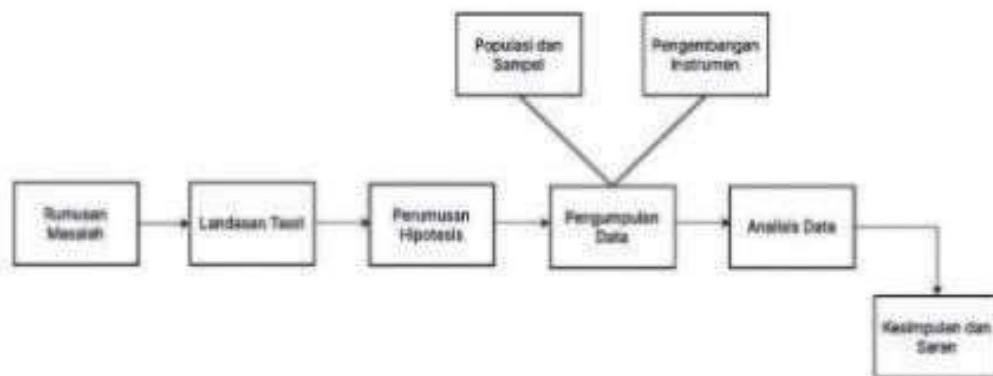 Populasi dan
Sampel
Pengembangan
Instrumen
Rumusan
Masalah
Landasan Teori
Perumusan
Hipotesis
Pengumpulan
Data
Analisis Data
Kesimpulan dan
Saran